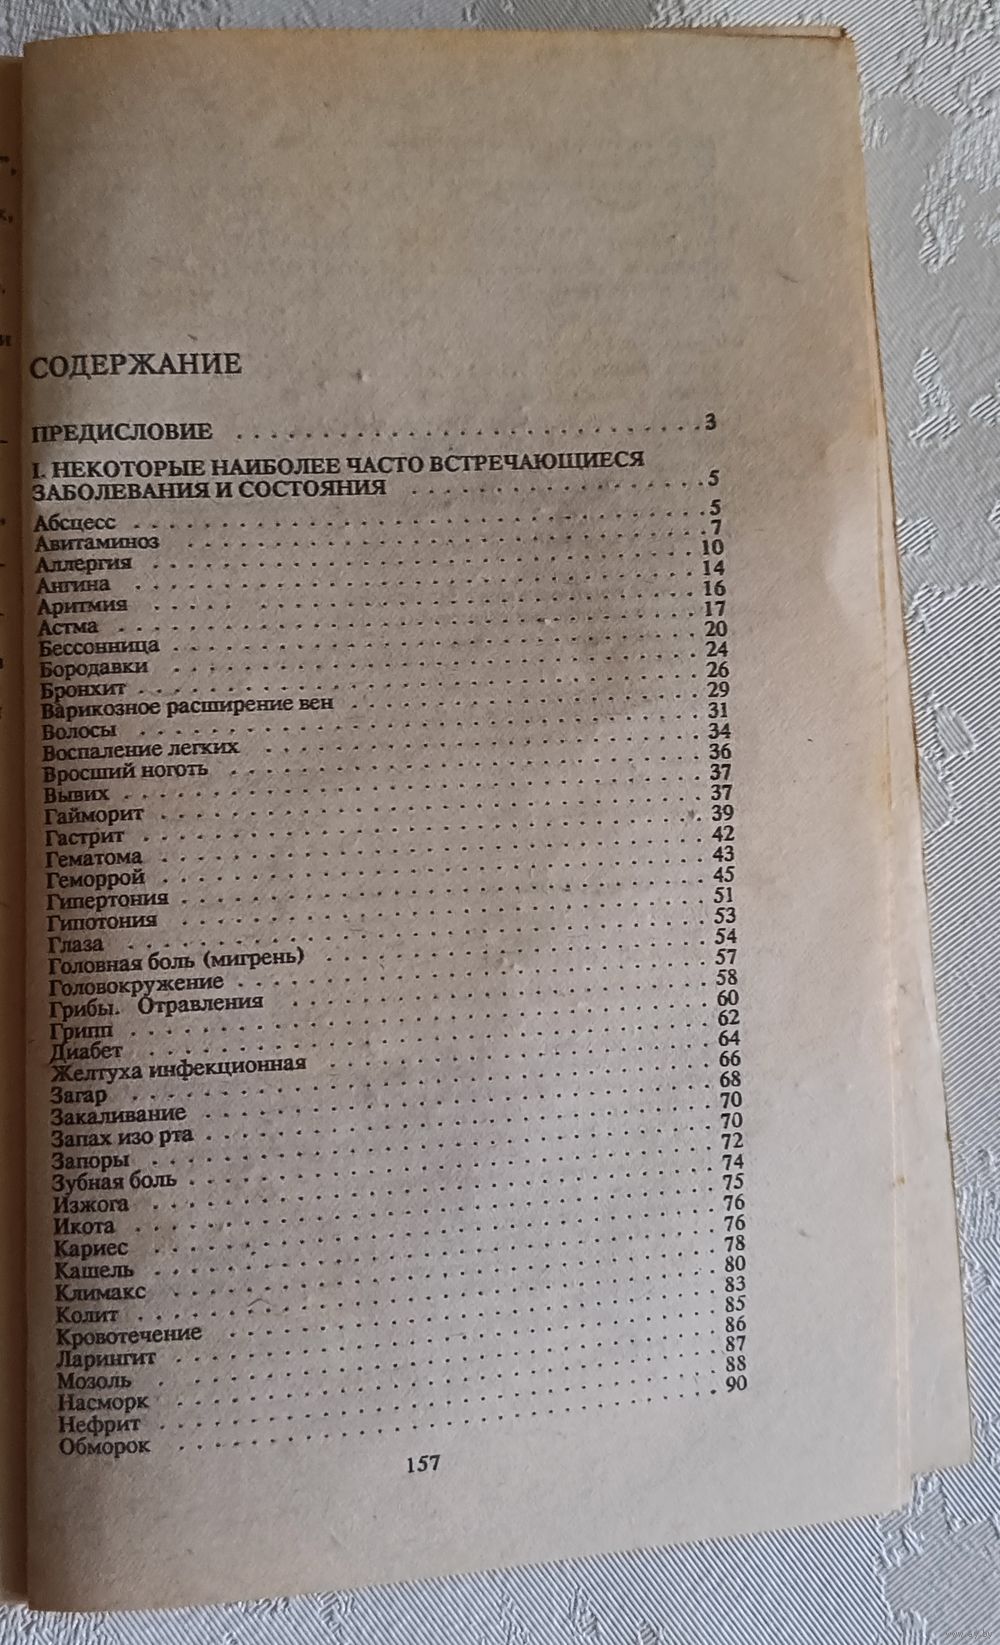 СОДЕРЖАНИЕ
ПРЕДИСЛОВИЕ . . . . . . . . . . 3
I. НЕКОТОРЫЕ НАИБОЛЕЕ ЧАСТО ВСТРЕЧАЮЩИЕСЯ
ЗАБОЛЕВАНИЯ И СОСТОЯНИЯ . . . . . . . . . . 5
Абсцесс . . . . . . . . . . 5
Авитаминоз . . . . . . . . . . 7
Аллергия . . . . . . . . . . 10
Ангина . . . . . . . . . . 14
Аритмия . . . . . . . . . . 16
Астма . . . . . . . . . . 17
Бессонница . . . . . . . . . . 20
Бородавки . . . . . . . . . . 24
Бронхит . . . . . . . . . . 26
Варикозное расширение вен . . . . . . . . . . 29
Волосы . . . . . . . . . . 31
Воспаление легких . . . . . . . . . . 34
Вросший ноготь . . . . . . . . . . 36
Вывих . . . . . . . . . . 37
Гайморит . . . . . . . . . . 37
Гастрит . . . . . . . . . . 39
Гематома . . . . . . . . . . 42
Геморрой . . . . . . . . . . 43
Гипертония . . . . . . . . . . 45
Гипотония . . . . . . . . . . 51
Глаза . . . . . . . . . . 53
Головная боль (мигрень) . . . . . . . . . . 54
Головокружение . . . . . . . . . . 57
Грибы. Отравления . . . . . . . . . . 58
Грипп . . . . . . . . . . 60
Диабет . . . . . . . . . . 62
Желтуха инфекционная . . . . . . . . . . 64
Загар . . . . . . . . . . 66
Закаливание . . . . . . . . . . 68
Запах изо рта . . . . . . . . . . 70
Запоры . . . . . . . . . . 70
Зубная боль . . . . . . . . . . 72
Изжога . . . . . . . . . . 74
Икота . . . . . . . . . . 75
Кариес . . . . . . . . . . 76
Кашель . . . . . . . . . . 76
Климакс . . . . . . . . . . 78
Колит . . . . . . . . . . 80
Кровотечение . . . . . . . . . . 83
Ларингит . . . . . . . . . . 85
Мозоль . . . . . . . . . . 86
Насморк . . . . . . . . . . 87
Нефрит . . . . . . . . . . 88
Обморок . . . . . . . . . . 90
157